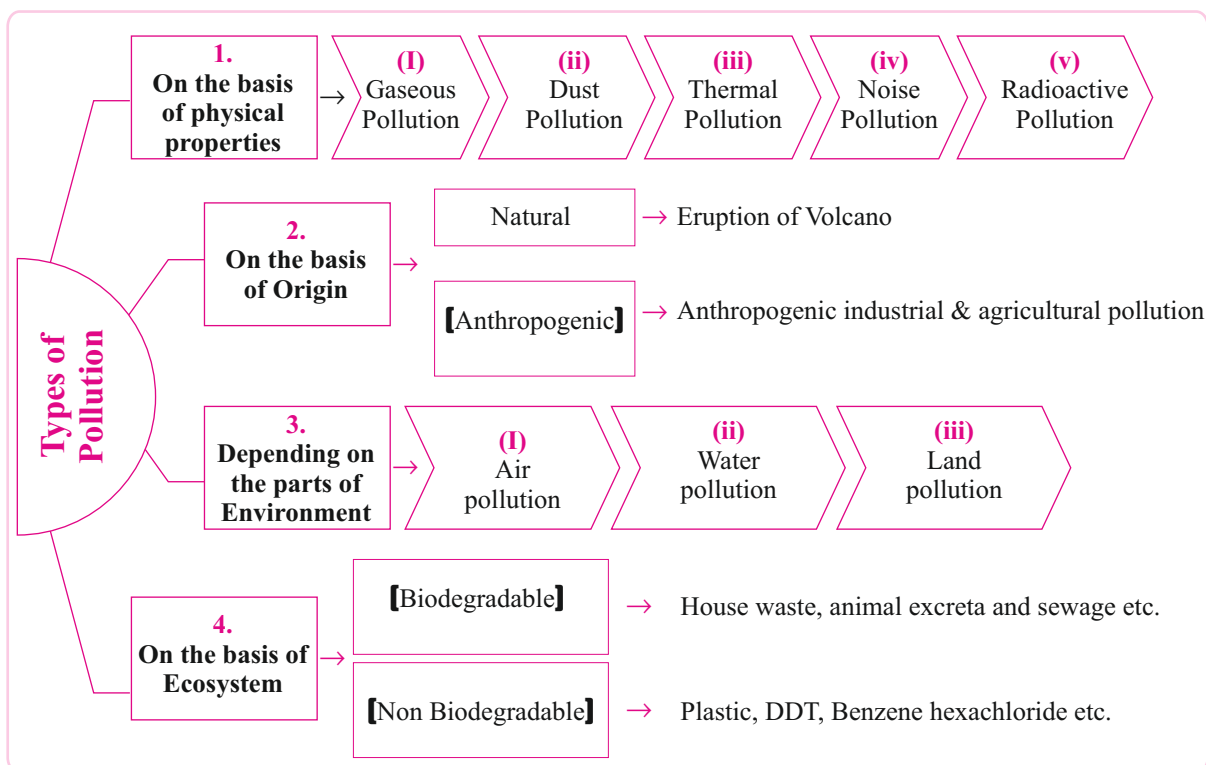 Types of
Pollution
1.
On the basis
of physical
properties
→
(I)
Gaseous
Pollution
(ii)
Dust
Pollution
(iii)
Thermal
Pollution
(iv)
Noise
Pollution
(v)
Radioactive
Pollution
2.
On the basis
of Origin
→
Natural
→ Eruption of Volcano
[Anthropogenic]
→ Anthropogenic industrial & agricultural pollution
3.
Depending on
the parts of
Environment
→
(I)
Air
pollution
(ii)
Water
pollution
(iii)
Land
pollution
4.
On the basis of
Ecosystem
→
[Biodegradable]
→ House waste, animal excreta and sewage etc.
[Non Biodegradable]
→ Plastic, DDT, Benzene hexachloride etc.